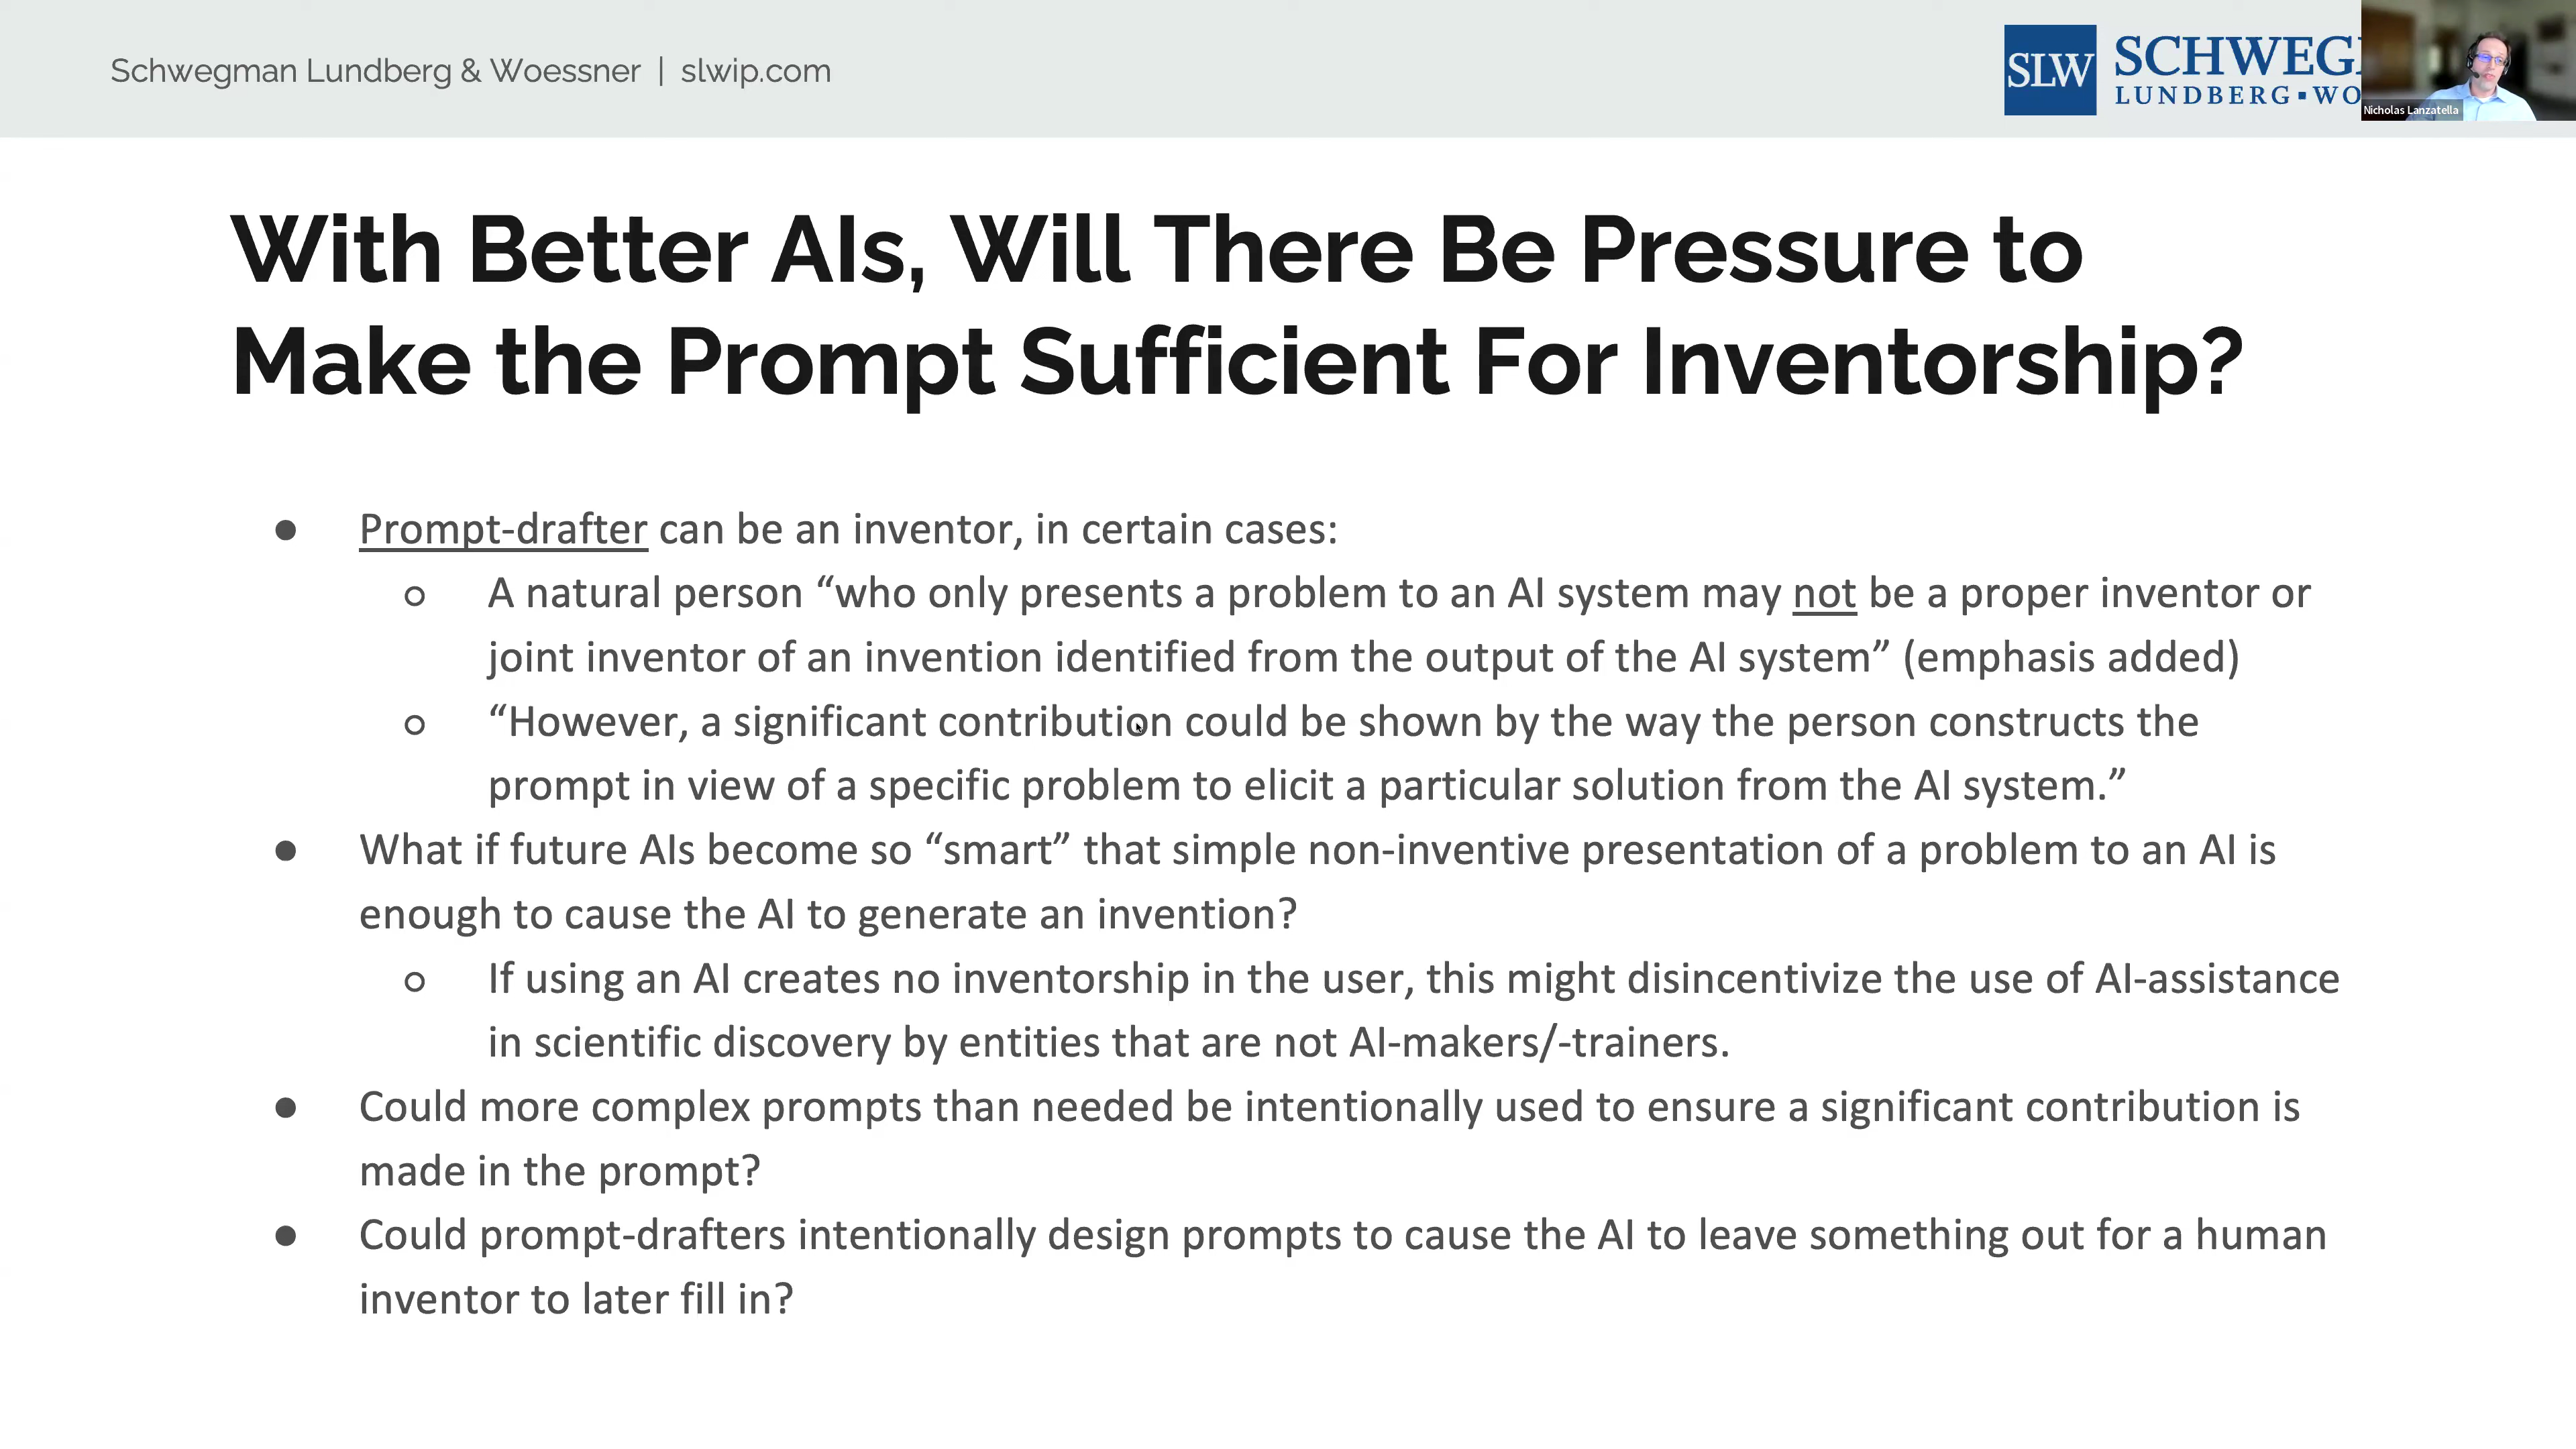 Schwegman Lundberg & Woessner | slwip.com
SLW
SCHWEG
LUNDBERG▪WO
Nicholas Lanzatella
With Better AIs, Will There Be Pressure to
Make the Prompt Sufficient For Inventorship?
● Prompt-drafter can be an inventor, in certain cases:
○ A natural person “who only presents a problem to an AI system may not be a proper inventor or
joint inventor of an invention identified from the output of the AI system” (emphasis added)
○ “However, a significant contribution could be shown by the way the person constructs the
prompt in view of a specific problem to elicit a particular solution from the AI system.”
● What if future AIs become so “smart” that simple non-inventive presentation of a problem to an AI is
enough to cause the AI to generate an invention?
○ If using an AI creates no inventorship in the user, this might disincentivize the use of AI-assistance
in scientific discovery by entities that are not AI-makers/-trainers.
● Could more complex prompts than needed be intentionally used to ensure a significant contribution is
made in the prompt?
● Could prompt-drafters intentionally design prompts to cause the AI to leave something out for a human
inventor to later fill in?